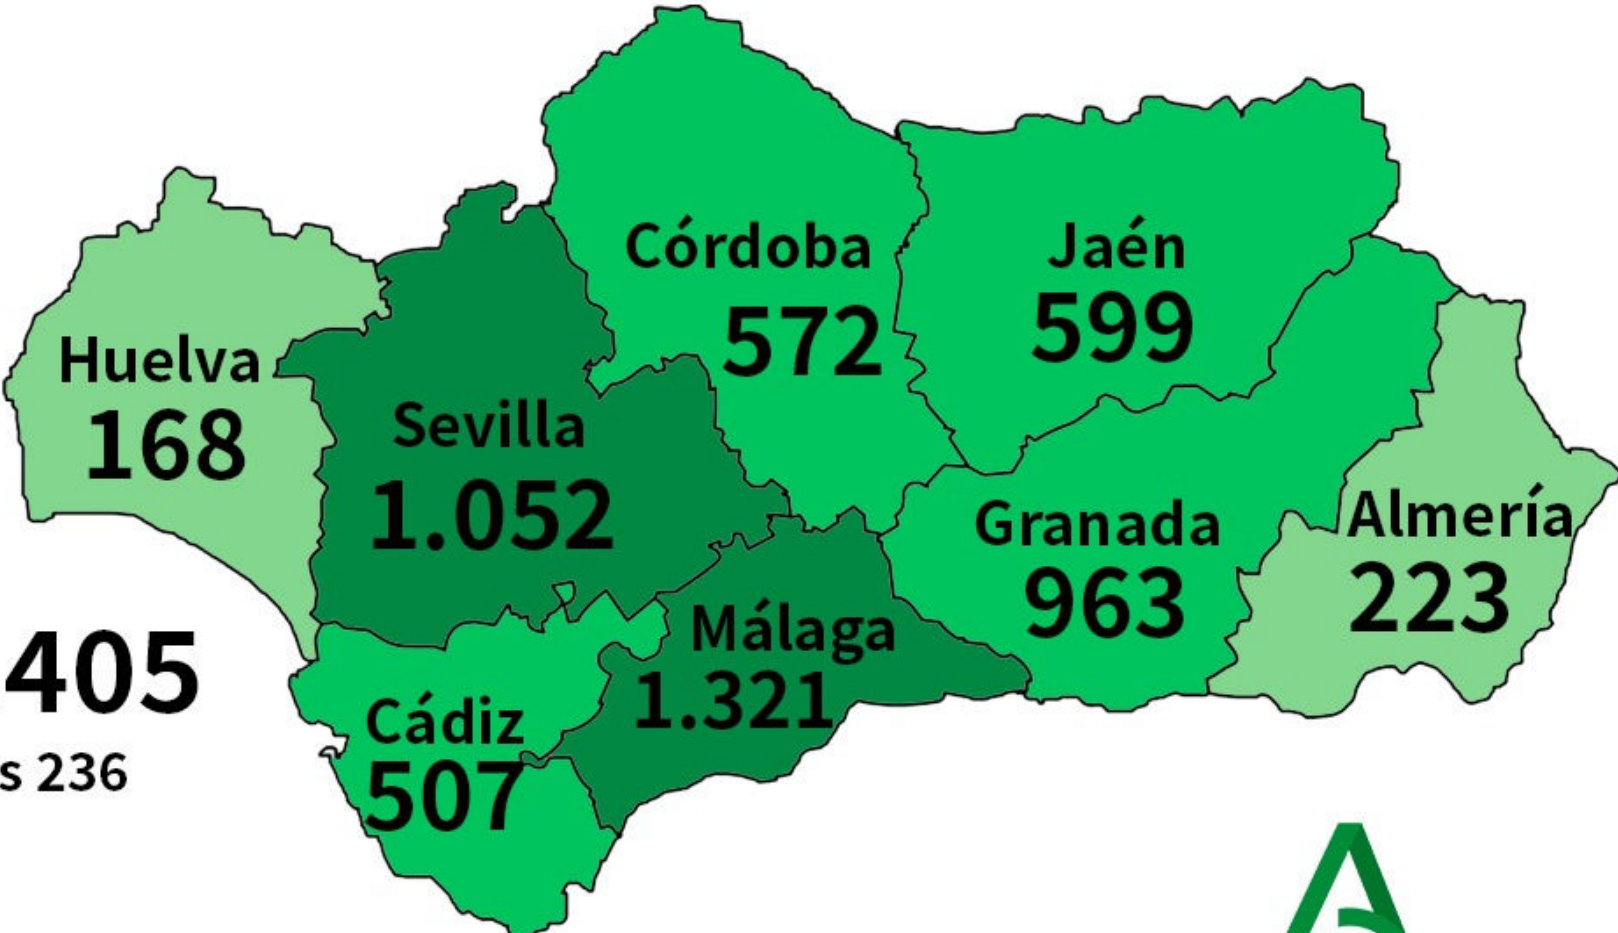 Córdoba
572
Jaén
599
Huelva
168
Sevilla
1.052
Granada
963
Almería
223
Málaga
1.321
.405
s 236
Cádiz
507